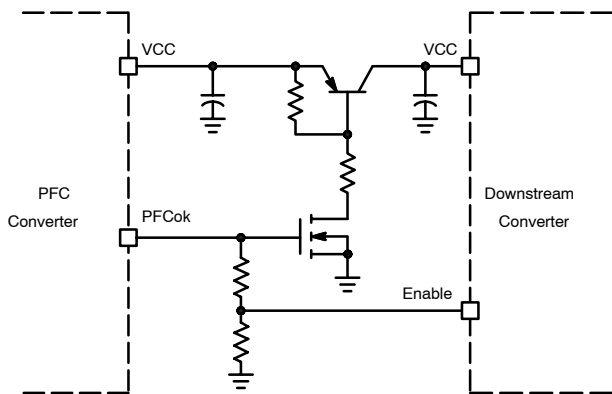 VCC
VCC
PFC
Converter
PFCok
Downstream
Converter
Enable